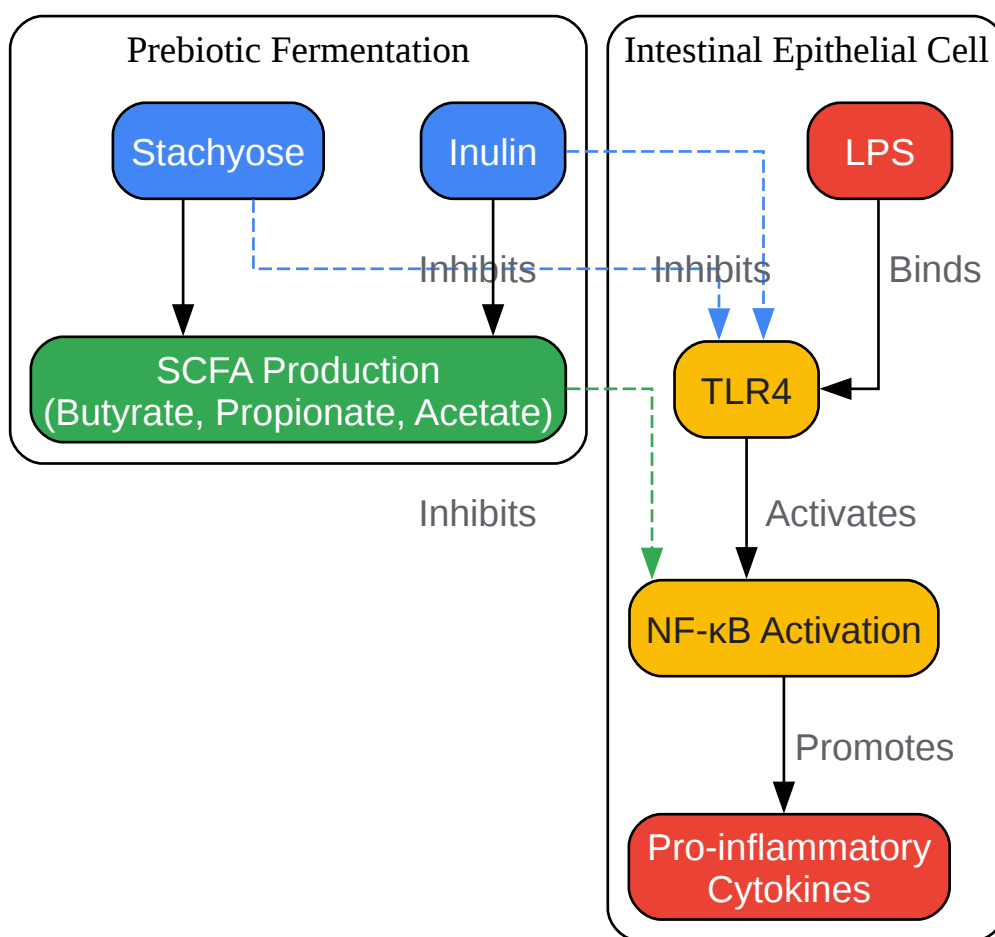 Prebiotic Fermentation
Intestinal Epithelial Cell
Stachyose
Inulin
LPS
Inhibits
Inhibits
Binds
SCFA Production
(Butyrate, Propionate, Acetate)
TLR4
Inhibits
Activates
NF-κB Activation
Promotes
Pro-inflammatory
Cytokines